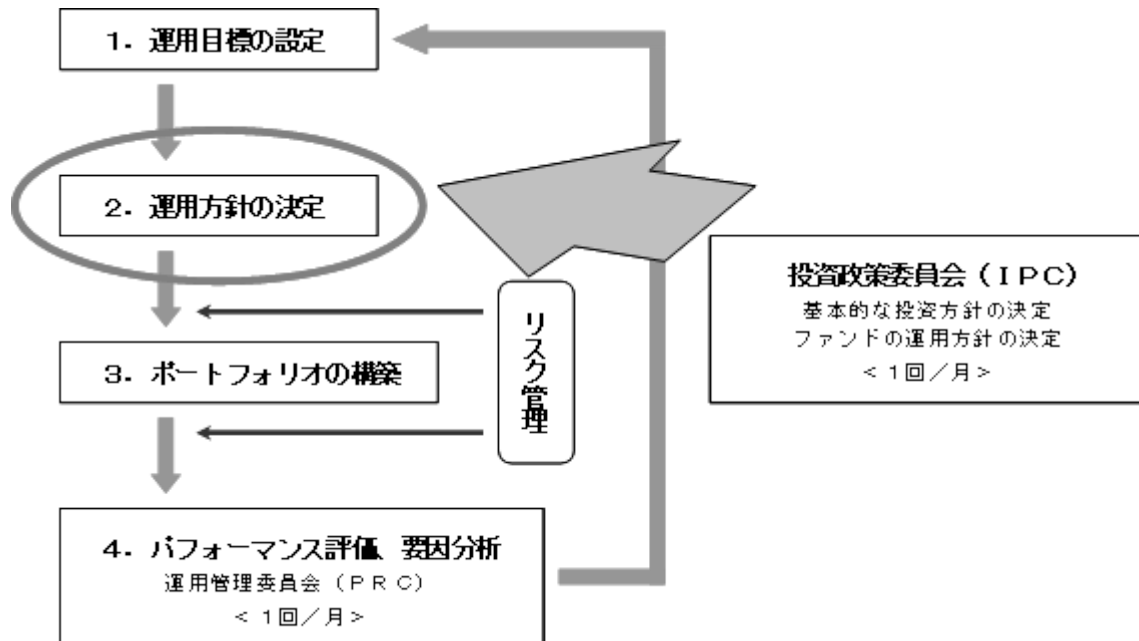 1. 運用目標の設定
2. 運用方針の決定
3. ポートフォリオの構築
リスク管理
投資政策委員会(IPC)
基本的な投資方針の決定
ファンドの運用方針の決定
<1回/月>
4. パフォーマンス評価、要因分析
運用管理委員会(PRC)
<1回/月>